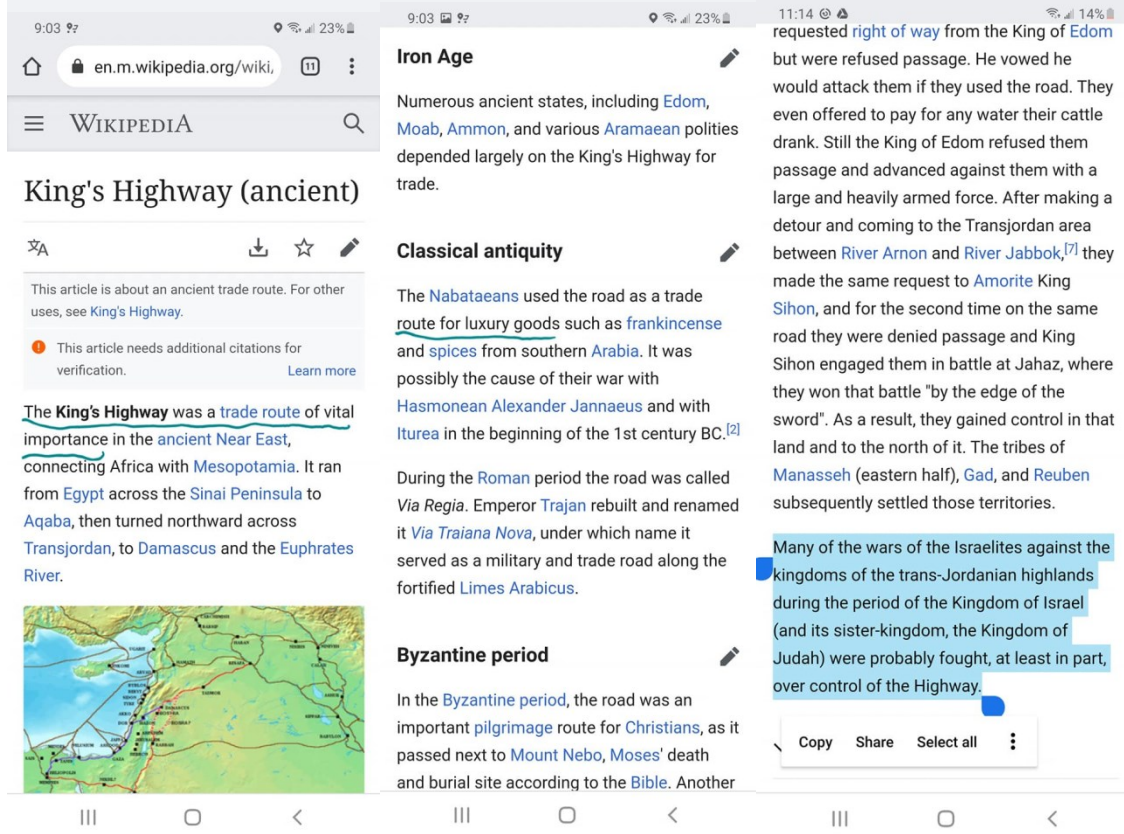 9:03
23%
en.m.wikipedia.org/wiki,
11
WIKIPEDIA
King's Highway (ancient)
This article is about an ancient trade route. For other
uses, see King's Highway.
This article needs additional citations for
verification.
Learn more
The King's Highway was a trade route of vital
importance in the ancient Near East,
connecting Africa with Mesopotamia. It ran
from Egypt across the Sinai Peninsula to
Aqaba, then turned northward across
Transjordan, to Damascus and the Euphrates
River.
9:03
23%
Iron Age
Numerous ancient states, including Edom,
Moab, Ammon, and various Aramaean polities
depended largely on the King's Highway for
trade.
Classical antiquity
The Nabataeans used the road as a trade
route for luxury goods such as frankincense
and spices from southern Arabia. It was
possibly the cause of their war with
Hasmonean Alexander Jannaeus and with
Iturea in the beginning of the 1st century BC.[2]
During the Roman period the road was called
Via Regia. Emperor Trajan rebuilt and renamed
it Via Traiana Nova, under which name it
served as a military and trade road along the
fortified Limes Arabicus.
Byzantine period
In the Byzantine period, the road was an
important pilgrimage route for Christians, as it
passed next to Mount Nebo, Moses' death
and burial site according to the Bible. Another
11:14
14%
requested right of way from the King of Edom
but were refused passage. He vowed he
would attack them if they used the road. They
even offered to pay for any water their cattle
drank. Still the King of Edom refused them
passage and advanced against them with a
large and heavily armed force. After making a
detour and coming to the Transjordan area
between River Arnon and River Jabbok,[7] they
made the same request to Amorite King
Sihon, and for the second time on the same
road they were denied passage and King
Sihon engaged them in battle at Jahaz, where
they won that battle "by the edge of the
sword". As a result, they gained control in that
land and to the north of it. The tribes of
Manasseh (eastern half), Gad, and Reuben
subsequently settled those territories.
Many of the wars of the Israelites against the
kingdoms of the trans-Jordanian highlands
during the period of the Kingdom of Israel
(and its sister-kingdom, the Kingdom of
Judah) were probably fought, at least in part,
over control of the Highway.
Copy Share Select all